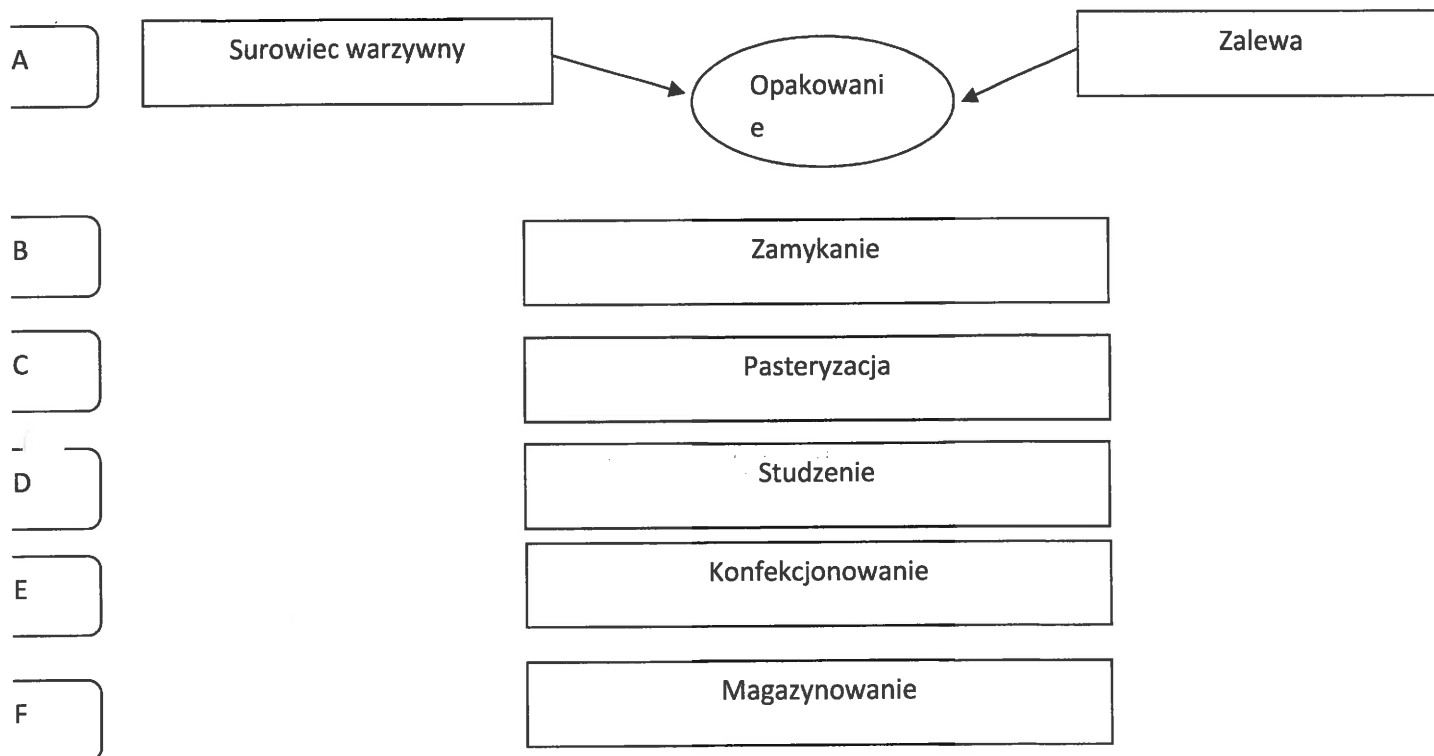 A
Surowiec warzywny
Opakowani
e
Zalewa
B
Zamykanie
C
Pasteryzacja
D
Studzenie
E
Konfekcjonowanie
F
Magazynowanie